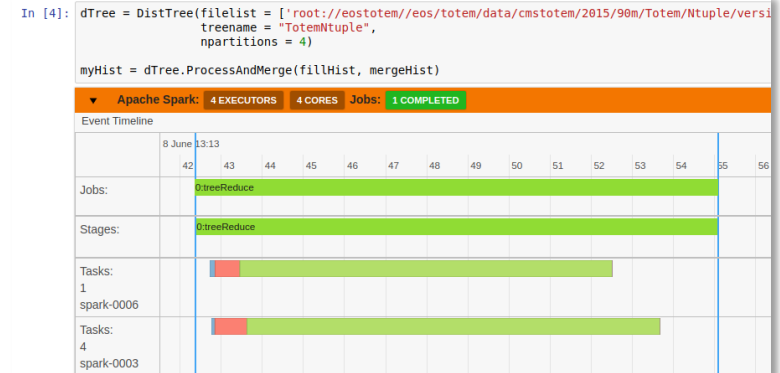 In [4]: dTree = DistTree(filelist = ['root://eostotem//eos/totem/data/cmstotem/2015/90m/Totem/Ntuple/versi
treename = "TotemNtuple",
npartitions = 4)
myHist = dTree.ProcessAndMerge(fillHist, mergeHist)
▼ Apache Spark: 4 EXECUTORS 4 CORES Jobs: 1 COMPLETED
Event Timeline
8 June 13:13
42 43 44 45 46 47 48 49 50 51 52 53 54 55 56
Jobs: 0:treeReduce
Stages: 0:treeReduce
Tasks:
1
spark-0006
Tasks:
4
spark-0003